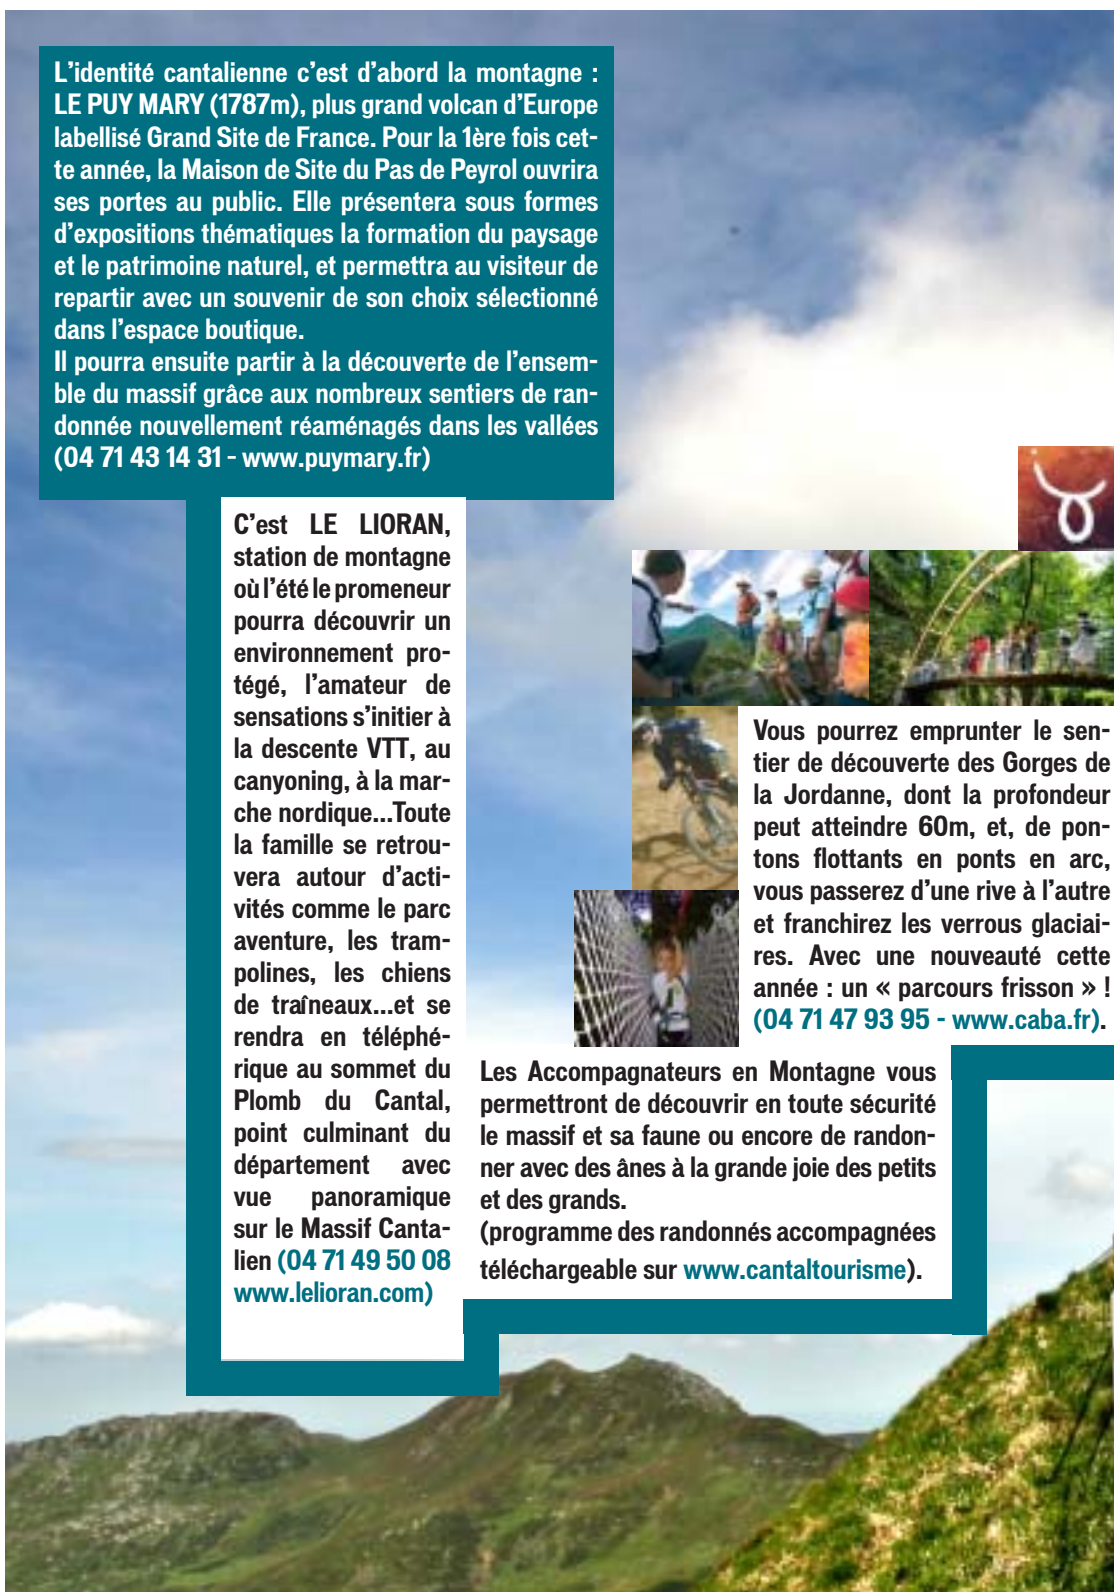 L'identité cantalienne c'est d'abord la montagne :
LE PUY MARY (1787m), plus grand volcan d'Europe
labellisé Grand Site de France. Pour la 1ère fois cet-
te année, la Maison de Site du Pas de Peyrol ouvrira
ses portes au public. Elle présentera sous formes
d'expositions thématiques la formation du paysage
et le patrimoine naturel, et permettra au visiteur de
repartir avec un souvenir de son choix sélectionné
dans l'espace boutique.
Il pourra ensuite partir à la découverte de l'ensem-
ble du massif grâce aux nombreux sentiers de ran-
donnée nouvellement réaménagés dans les vallées
(04 71 43 14 31 - www.puymary.fr)
C'est LE LIORAN,
station de montagne
où l'été le promeneur
pourra découvrir un
environnement pro-
tégé, l'amateur de
sensations s'initier à
la descente VTT, au
canyoning, à la mar-
che nordique...Toute
la famille se retrou-
vera autour d'acti-
vités comme le parc
aventure, les tram-
polines, les chiens
de traîneaux...et se
rendra en téléphé-
rique au sommet du
Plomb du Cantal,
point culminant du
département avec
vue panoramique
sur le Massif Canta-
lien (04 71 49 50 08
www.lelioran.com)
Vous pourrez emprunter le sen-
tier de découverte des Gorges de
la Jordanne, dont la profondeur
peut atteindre 60m, et, de pon-
tons flottants en ponts en arc,
vous passerez d'une rive à l'autre
et franchirez les verrous glaciai-
res. Avec une nouveauté cette
année : un « parcours frisson » !
(04 71 47 93 95 - www.caba.fr).
Les Accompagnateurs en Montagne vous
permettront de découvrir en toute sécurité
le massif et sa faune ou encore de randon-
ner avec des ânes à la grande joie des petits
et des grands.
(programme des randonnés accompagnées
téléchargeable sur www.cantaltourisme).